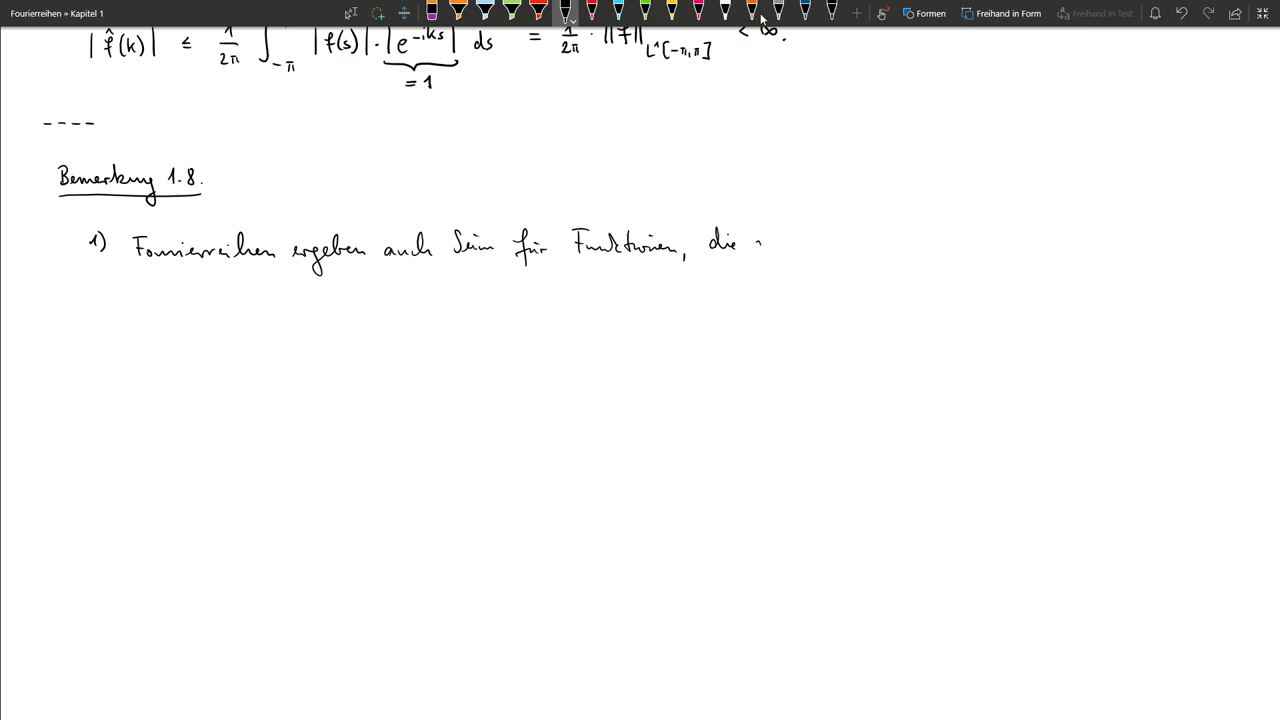 Fourierreihen » Kapitel 1
Formen
Freihand in Form
Freihand in Text
|f̂(k)| ≤ 1/2π ∫_-π |f(s)|·|e^-iks| ds = 1/2π · ||f||_L¹[-π,π] < ∞.
= 1
----
Bemerkung 1.8.
1) Fourierreihen ergeben auch Sinn für Funktionen, die